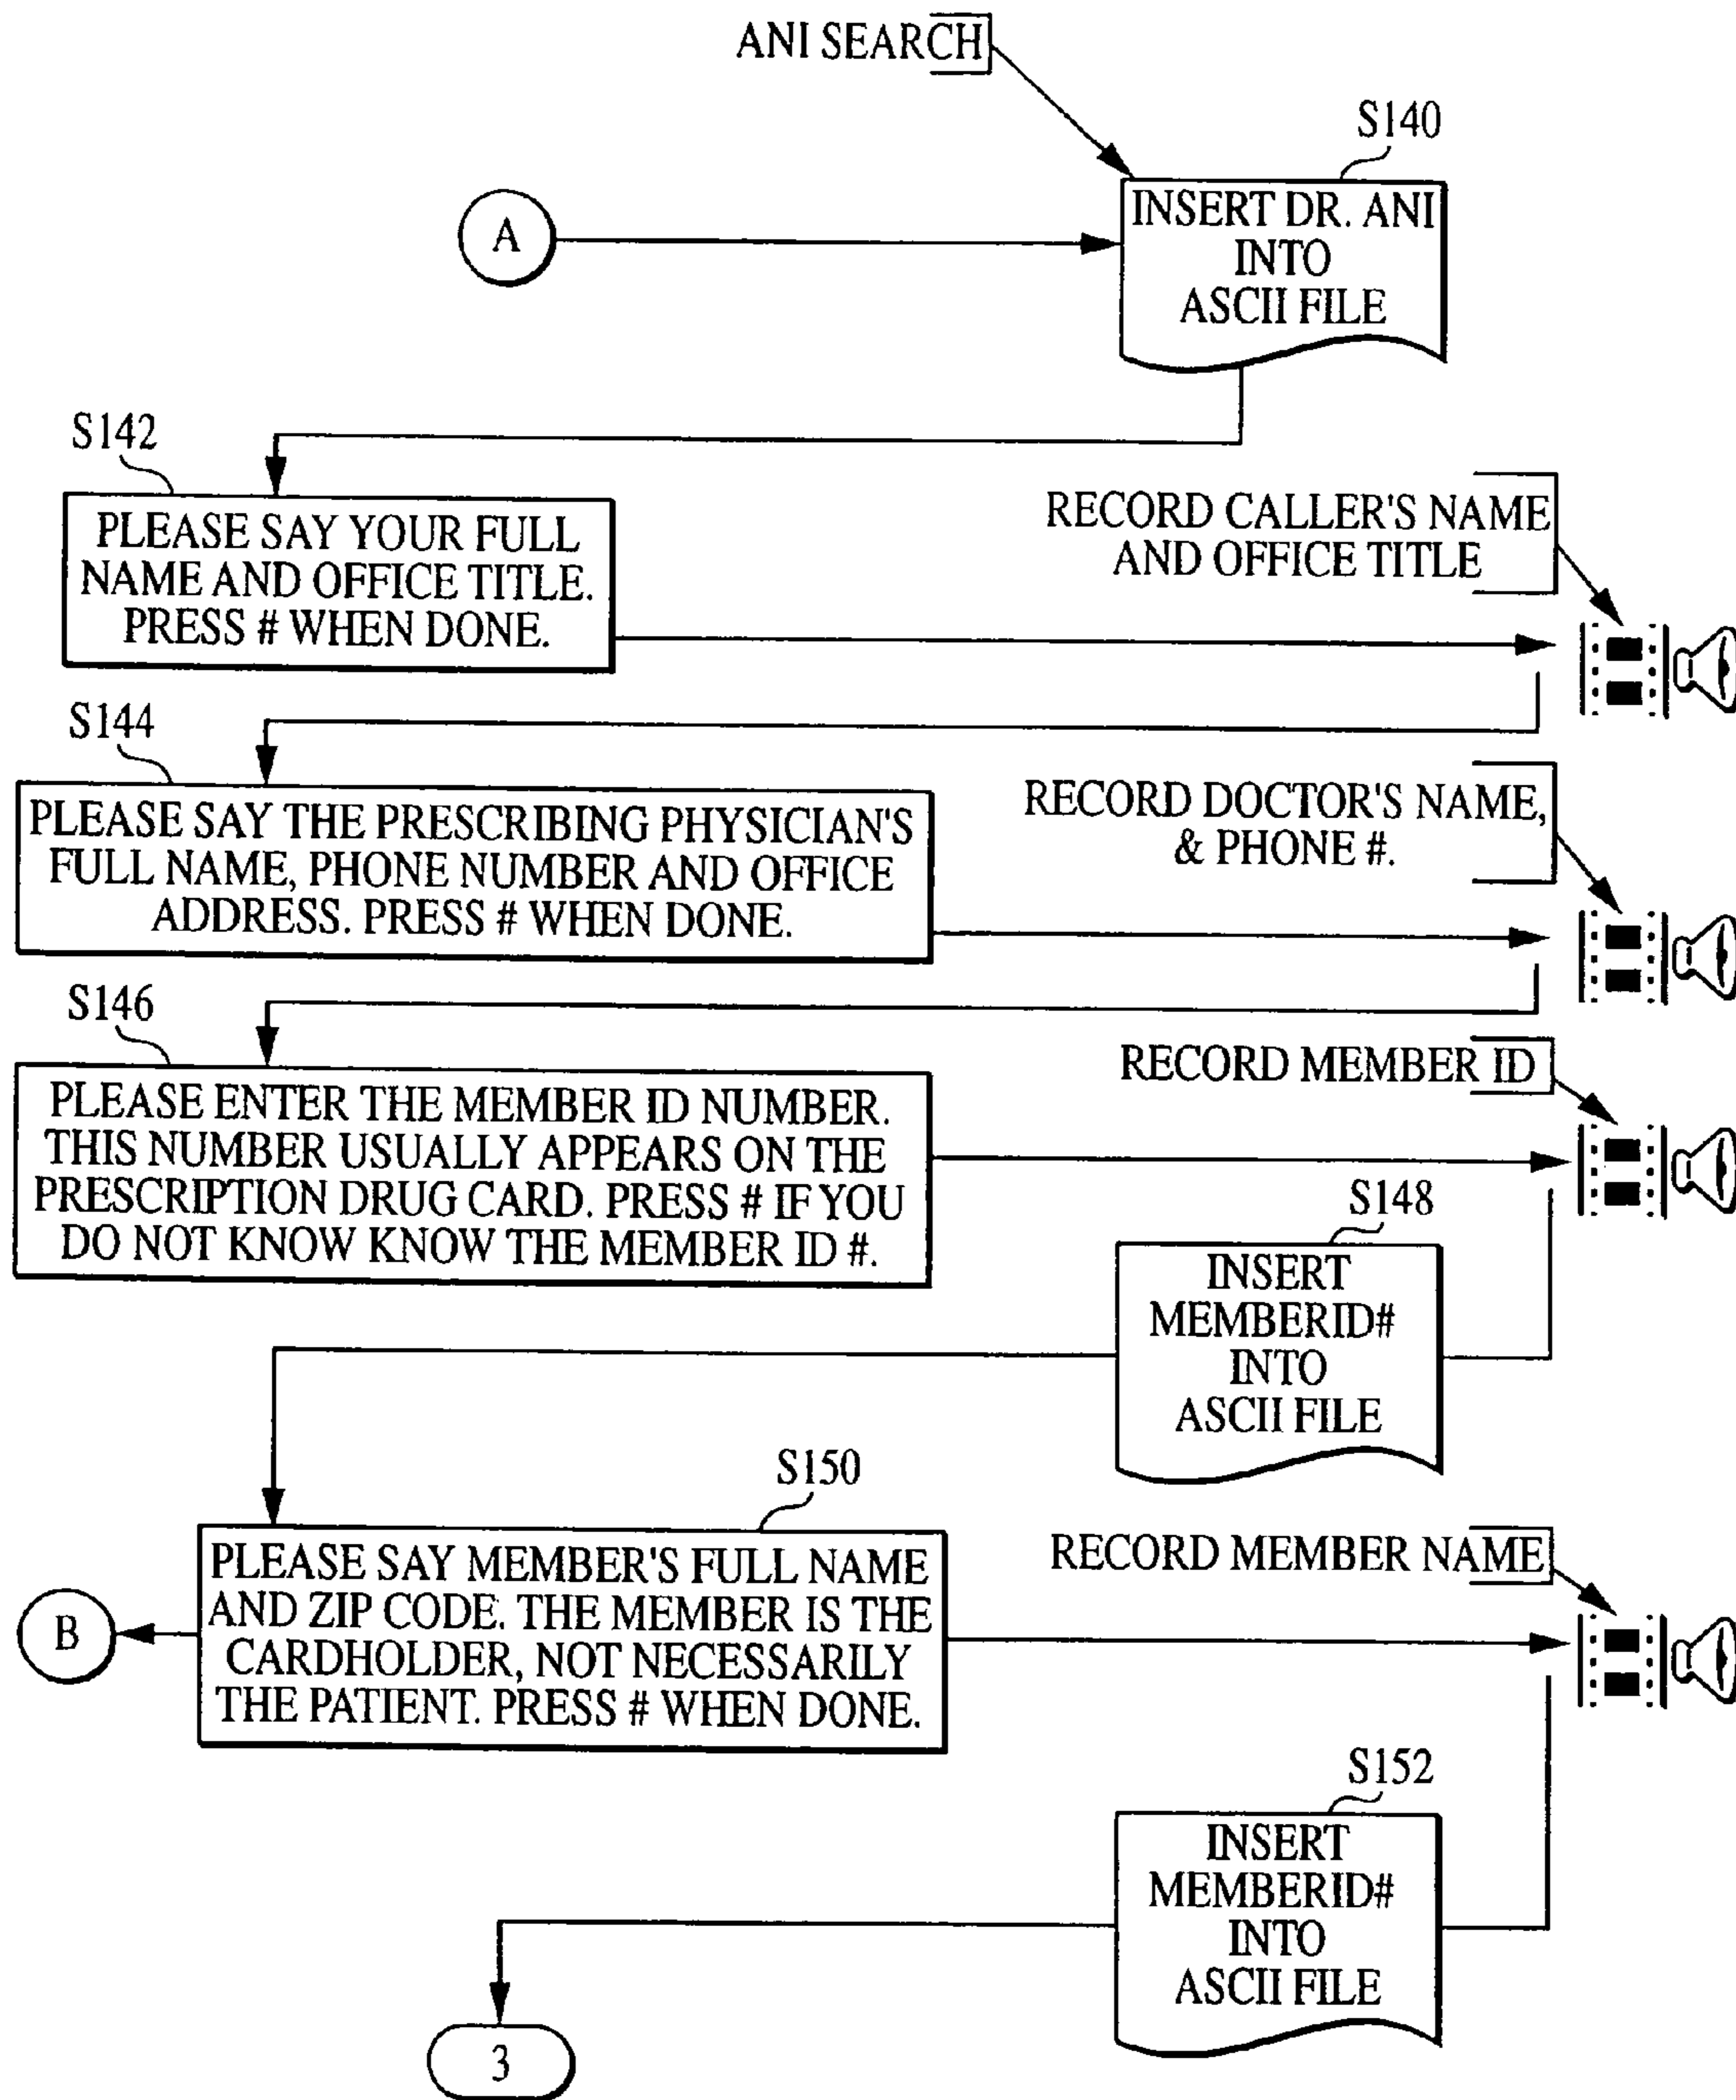 ANI SEARCH
S140
A
INSERT DR. ANI
INTO
ASCII FILE
S142
PLEASE SAY YOUR FULL
NAME AND OFFICE TITLE.
PRESS # WHEN DONE.
RECORD CALLER'S NAME
AND OFFICE TITLE
S144
PLEASE SAY THE PRESCRIBING PHYSICIAN'S
FULL NAME, PHONE NUMBER AND OFFICE
ADDRESS. PRESS # WHEN DONE.
RECORD DOCTOR'S NAME,
& PHONE #.
S146
PLEASE ENTER THE MEMBER ID NUMBER.
THIS NUMBER USUALLY APPEARS ON THE
PRESCRIPTION DRUG CARD. PRESS # IF YOU
DO NOT KNOW KNOW THE MEMBER ID #.
RECORD MEMBER ID
S148
INSERT
MEMBERID#
INTO
ASCII FILE
S150
PLEASE SAY MEMBER'S FULL NAME
AND ZIP CODE. THE MEMBER IS THE
CARDHOLDER, NOT NECESSARILY
THE PATIENT. PRESS # WHEN DONE.
B
RECORD MEMBER NAME
S152
INSERT
MEMBERID#
INTO
ASCII FILE
3